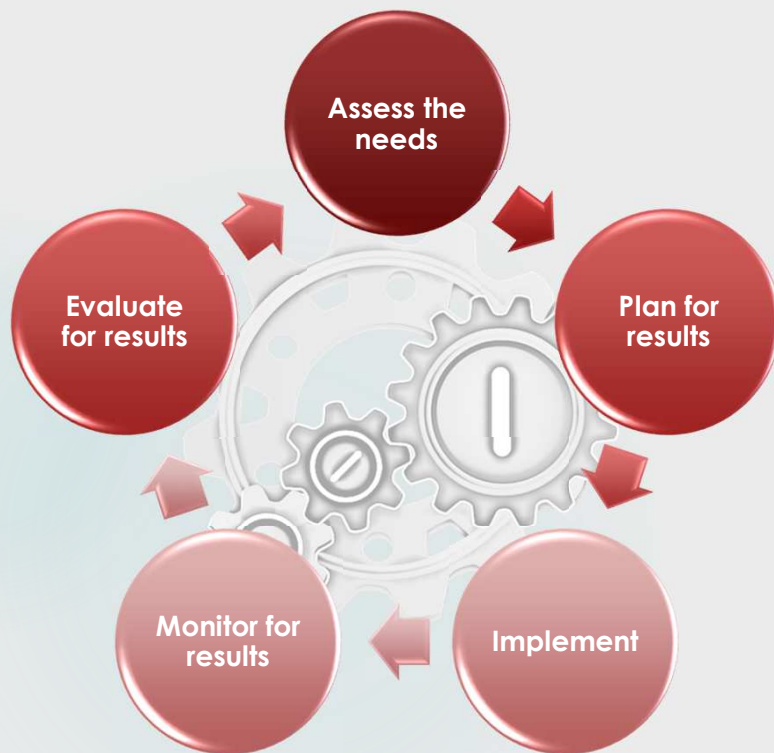 Assess the
needs
Plan for
results
Implement
Monitor for
results
Evaluate
for results